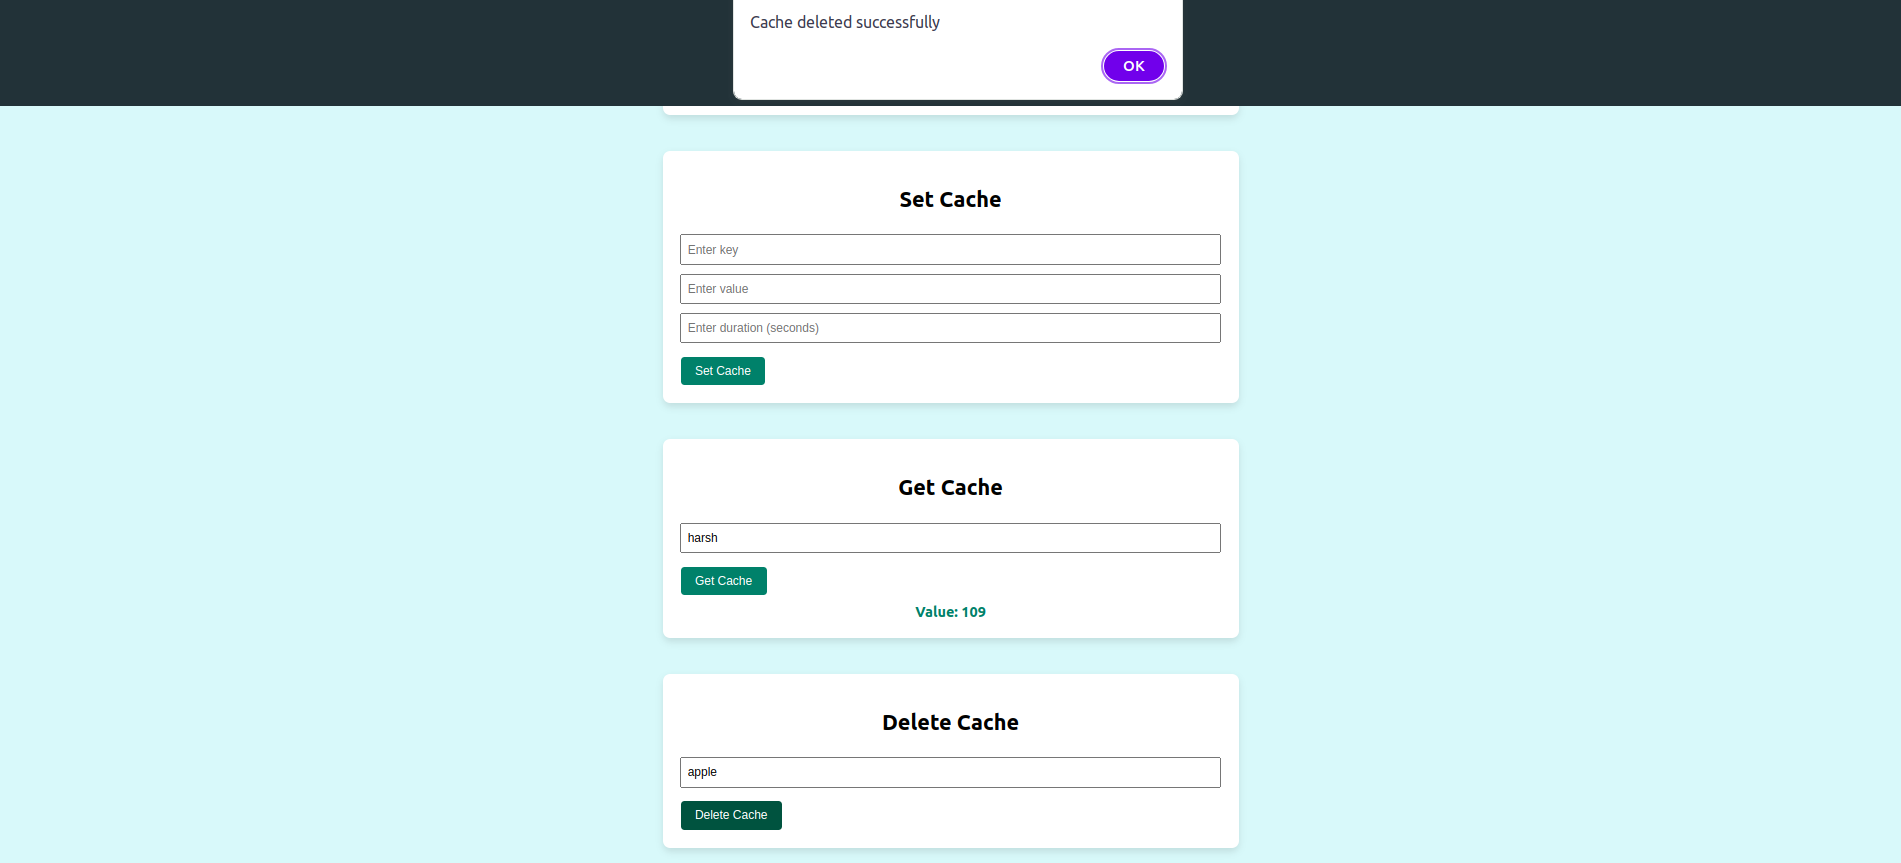 Cache deleted successfully
OK
Set Cache
Enter key
Enter value
Enter duration (seconds)
Set Cache
Get Cache
harsh
Get Cache
Value: 109
Delete Cache
apple
Delete Cache